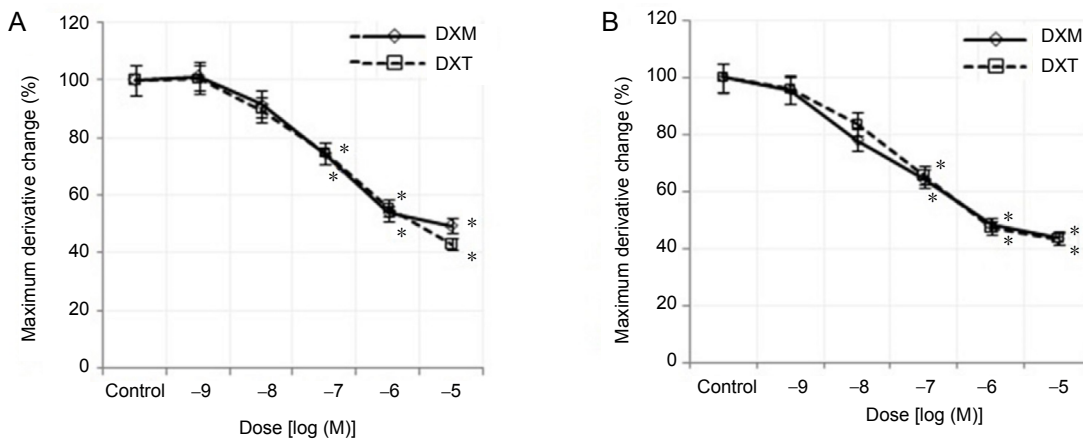 A
120
100
80
60
40
20
0
Maximum derivative change (%)
DXM
DXT
* * * * * *
Control −9 −8 −7 −6 −5
Dose [log (M)]
B
120
100
80
60
40
20
0
Maximum derivative change (%)
DXM
DXT
* * * * * *
Control −9 −8 −7 −6 −5
Dose [log (M)]